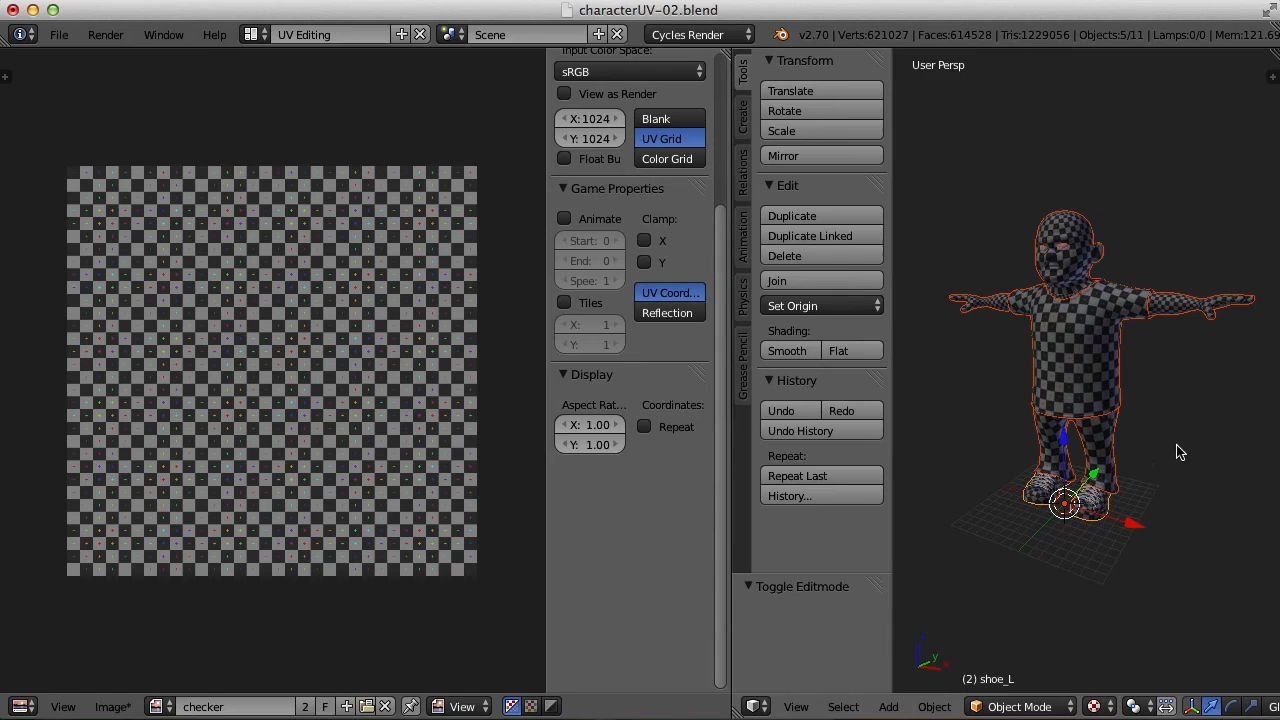 characterUV-02.blend
File Render Window Help UV Editing Scene Cycles Render v2.70 | Verts:621027 | Faces:614528 | Tris:1229056 | Objects:5/11 | Lamps:0/0 | Mem:121.69
Input Color Space:
sRGB
View as Render
X: 1024 Blank
Y: 1024 UV Grid
Float Bu Color Grid
Game Properties
Animate Clamp:
Start: 0 X
End: 0 Y
Spee: 1
UV Coord...
Tiles Reflection
X: 1
Y: 1
Display
Aspect Rat... Coordinates:
X: 1.00 Repeat
Y: 1.00
Tools
Create
Relations
Animation
Physics
Grease Pencil
Transform
Translate
Rotate
Scale
Mirror
Edit
Duplicate
Duplicate Linked
Delete
Join
Set Origin
Shading:
Smooth Flat
History
Undo Redo
Undo History
Repeat:
Repeat Last
History...
Toggle Editmode
User Persp
z
y
x
(2) shoe_L
View Image* checker 2 F View
View Select Add Object Object Mode